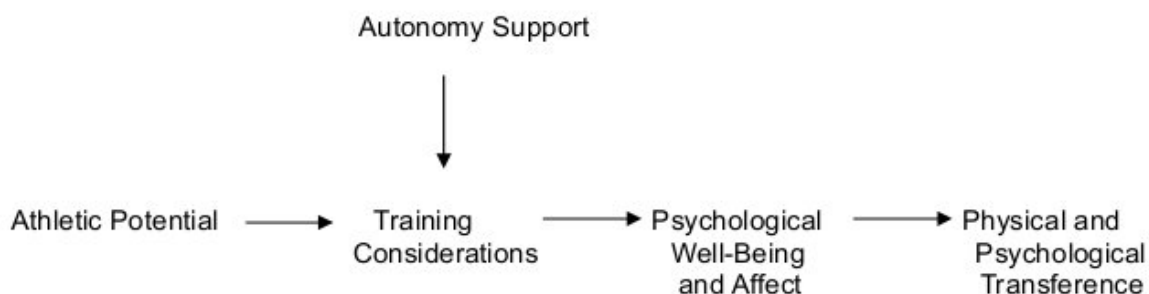 Autonomy Support
Athletic Potential
Training
Considerations
Psychological
Well-Being
and Affect
Physical and
Psychological
Transference